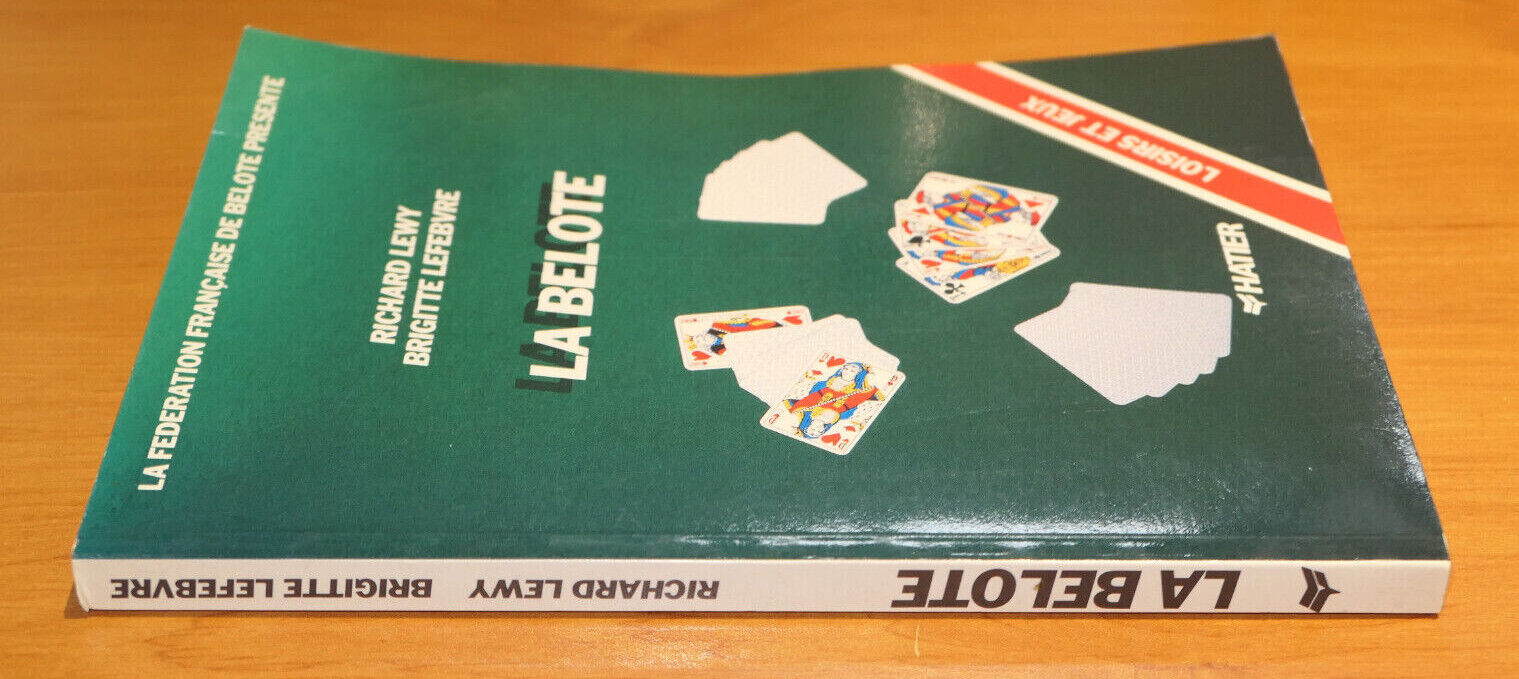 LA FEDERATION FRANÇAISE DE BELOTE PRESENTE
RICHARD LEWY
BRIGITTE LEFEBVRE
LA BELOTE
LOISIRS ET JEUX
HATIER
LA BELOTE RICHARD LEWY BRIGITTE LEFEBVRE